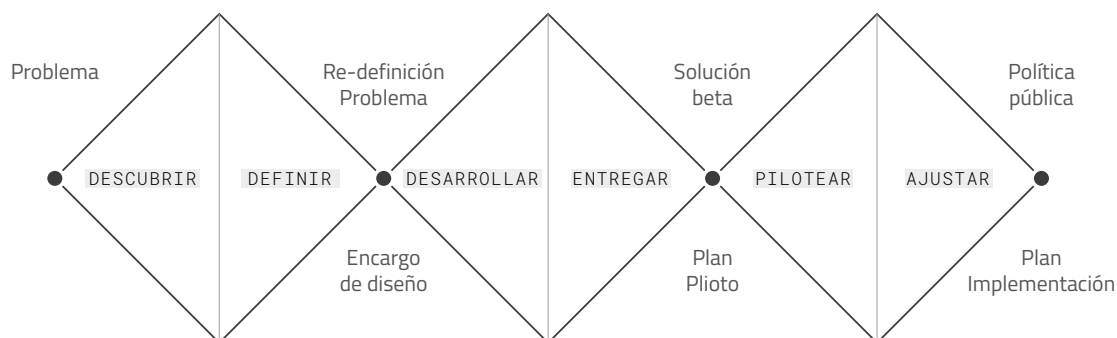 Problema
Re-definición
Problema
Solución
beta
Política
pública
DESCUBRIR
DEFINIR
DESARROLLAR
ENTREGAR
PILOTEAR
AJUSTAR
Encargo
de diseño
Plan
Plioto
Plan
Implementación